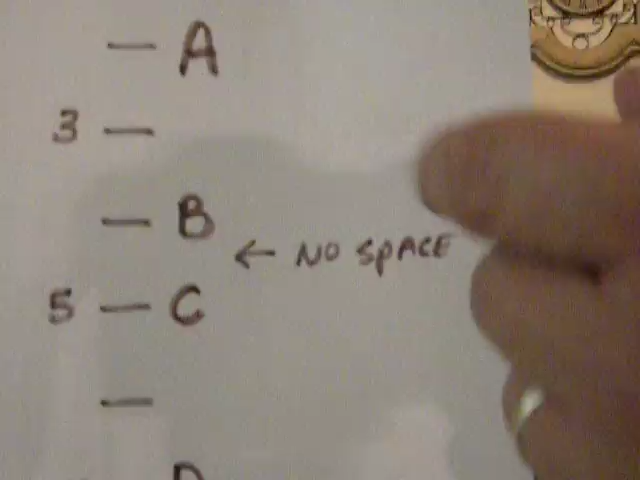 — A
3 —
— B
← NO SPACE
5 — C
—
D